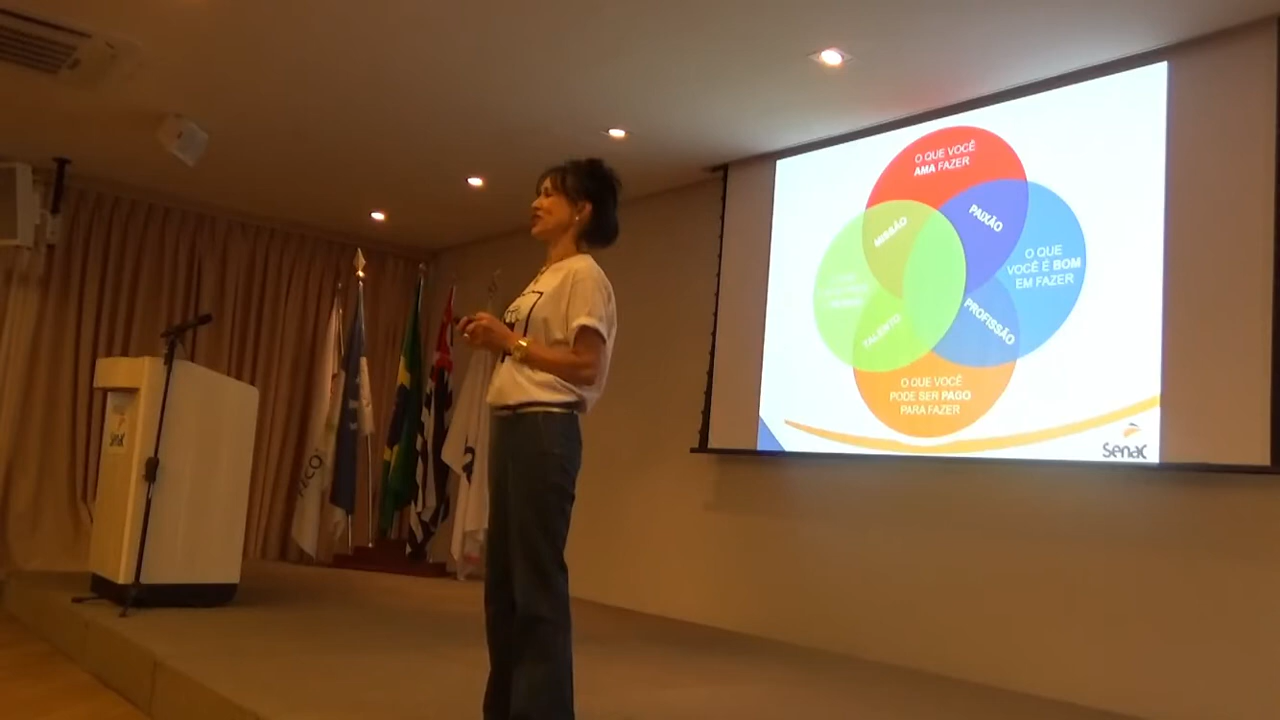 O QUE VOCÊ
AMA FAZER
MISSÃO
PAIXÃO
O QUE
VOCÊ É BOM
EM FAZER
TALENTO
PROFISSÃO
O QUE VOCÊ
PODE SER PAGO
PARA FAZER
senac
senac